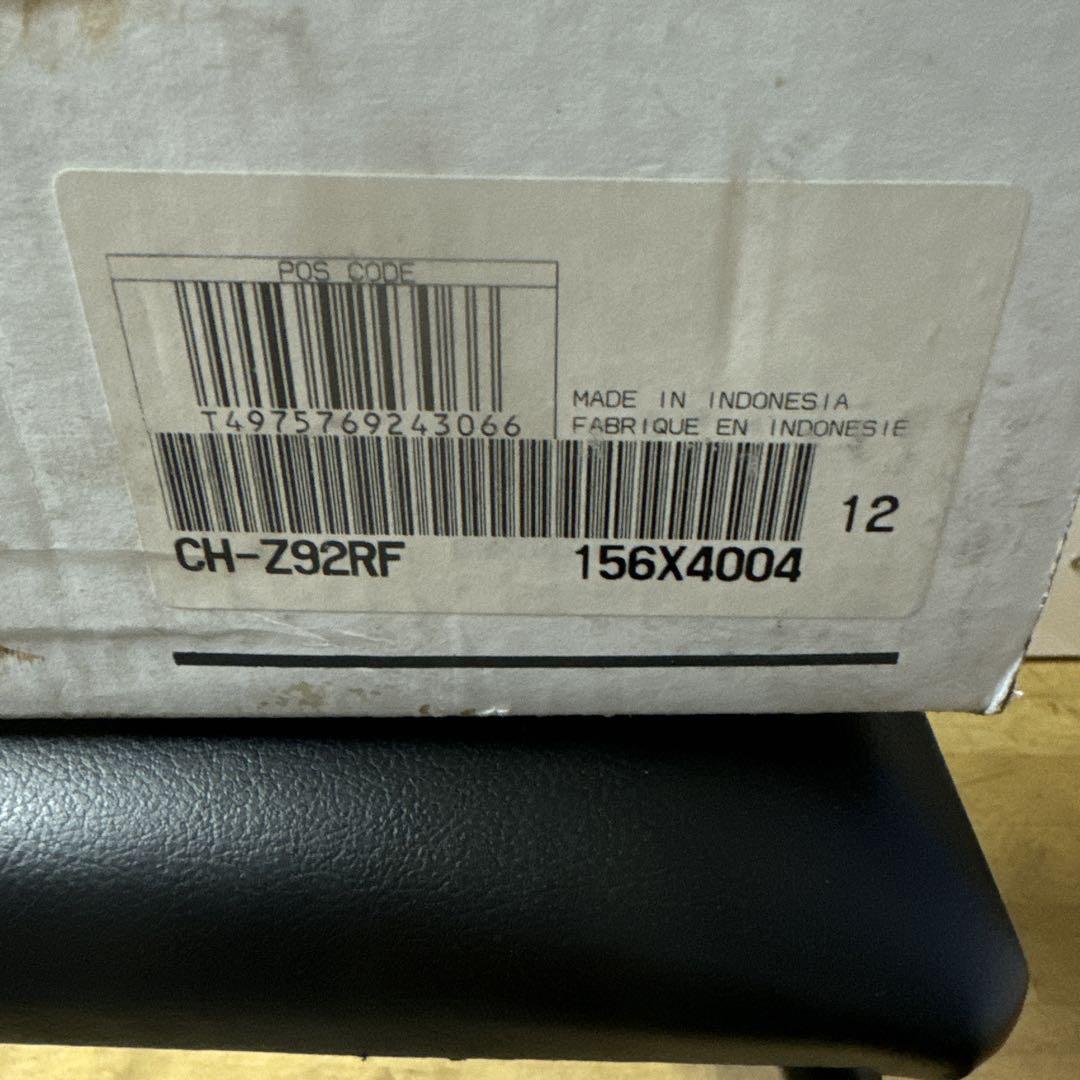 POS CODE
T4975769243066
MADE IN INDONESIA
FABRIQUE EN INDONESIE
12
CH-Z92RF 156X4004